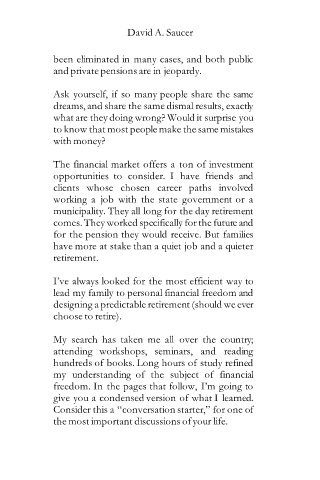 David A. Saucer
been eliminated in many cases, and both public
and private pensions are in jeopardy.
Ask yourself, if so many people share the same
dreams, and share the same dismal results, exactly
what are they doing wrong? Would it surprise you
to know that most people make the same mistakes
with money?
The financial market offers a ton of investment
opportunities to consider. I have friends and
clients whose chosen career paths involved
working a job with the state government or a
municipality. They all long for the day retirement
comes. They worked specifically for the future and
for the pension they would receive. But families
have more at stake than a quiet job and a quieter
retirement.
I've always looked for the most efficient way to
lead my family to personal financial freedom and
designing a predictable retirement (should we ever
choose to retire).
My search has taken me all over the country;
attending workshops, seminars, and reading
hundreds of books. Long hours of study refined
my understanding of the subject of financial
freedom. In the pages that follow, I'm going to
give you a condensed version of what I learned.
Consider this a “conversation starter,” for one of
the most important discussions of your life.